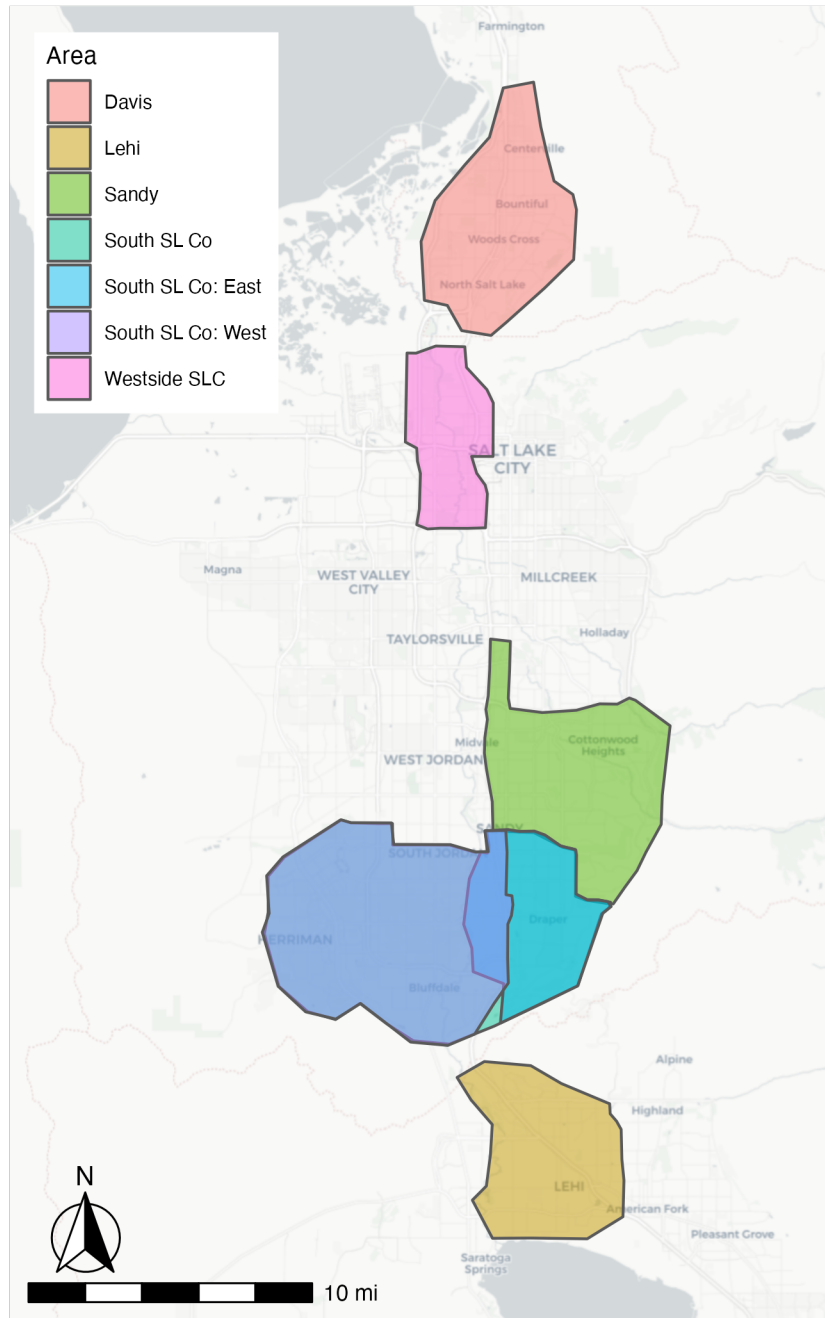 Area
Davis
Lehi
Sandy
South SL Co
South SL Co: East
South SL Co: West
Westside SLC
Farmington
Centerville
Bountiful
Woods Cross
North Salt Lake
SALT LAKE
CITY
Magna
WEST VALLEY
CITY
MILLCREEK
TAYLORSVILLE
Holladay
Midvale
Cottonwood
Heights
WEST JORDAN
SANDY
SOUTH JORDAN
Draper
HERRIMAN
Bluffdale
Alpine
Highland
LEHI
American Fork
Pleasant Grove
Saratoga
Springs
N
10 mi